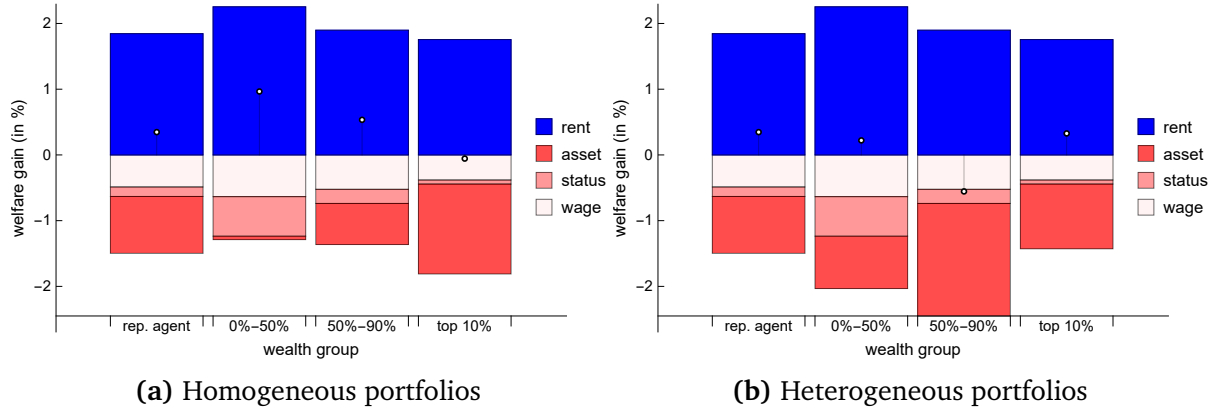 2
1
0
−1
−2
welfare gain (in %)
rep. agent
0%−50%
50%−90%
top 10%
wealth group
rent
asset
status
wage
(a) Homogeneous portfolios
2
1
0
−1
−2
welfare gain (in %)
rep. agent
0%−50%
50%−90%
top 10%
wealth group
rent
asset
status
wage
(b) Heterogeneous portfolios